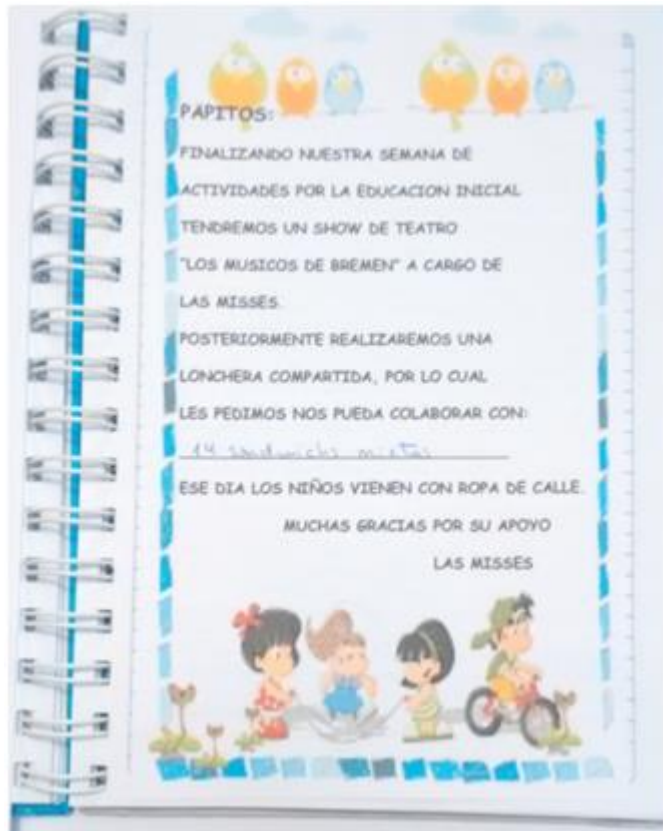 PAPITOS:
FINALIZANDO NUESTRA SEMANA DE
ACTIVIDADES POR LA EDUCACION INICIAL
TENDREMOS UN SHOW DE TEATRO
"LOS MUSICOS DE BREMEN" A CARGO DE
LAS MISSES.
POSTERIORMENTE REALIZAREMOS UNA
LONCHERA COMPARTIDA, POR LO CUAL
LES PEDIMOS NOS PUEDA COLABORAR CON:
14 sandwichs mixtos
ESE DIA LOS NIÑOS VIENEN CON ROPA DE CALLE.
MUCHAS GRACIAS POR SU APOYO
LAS MISSES